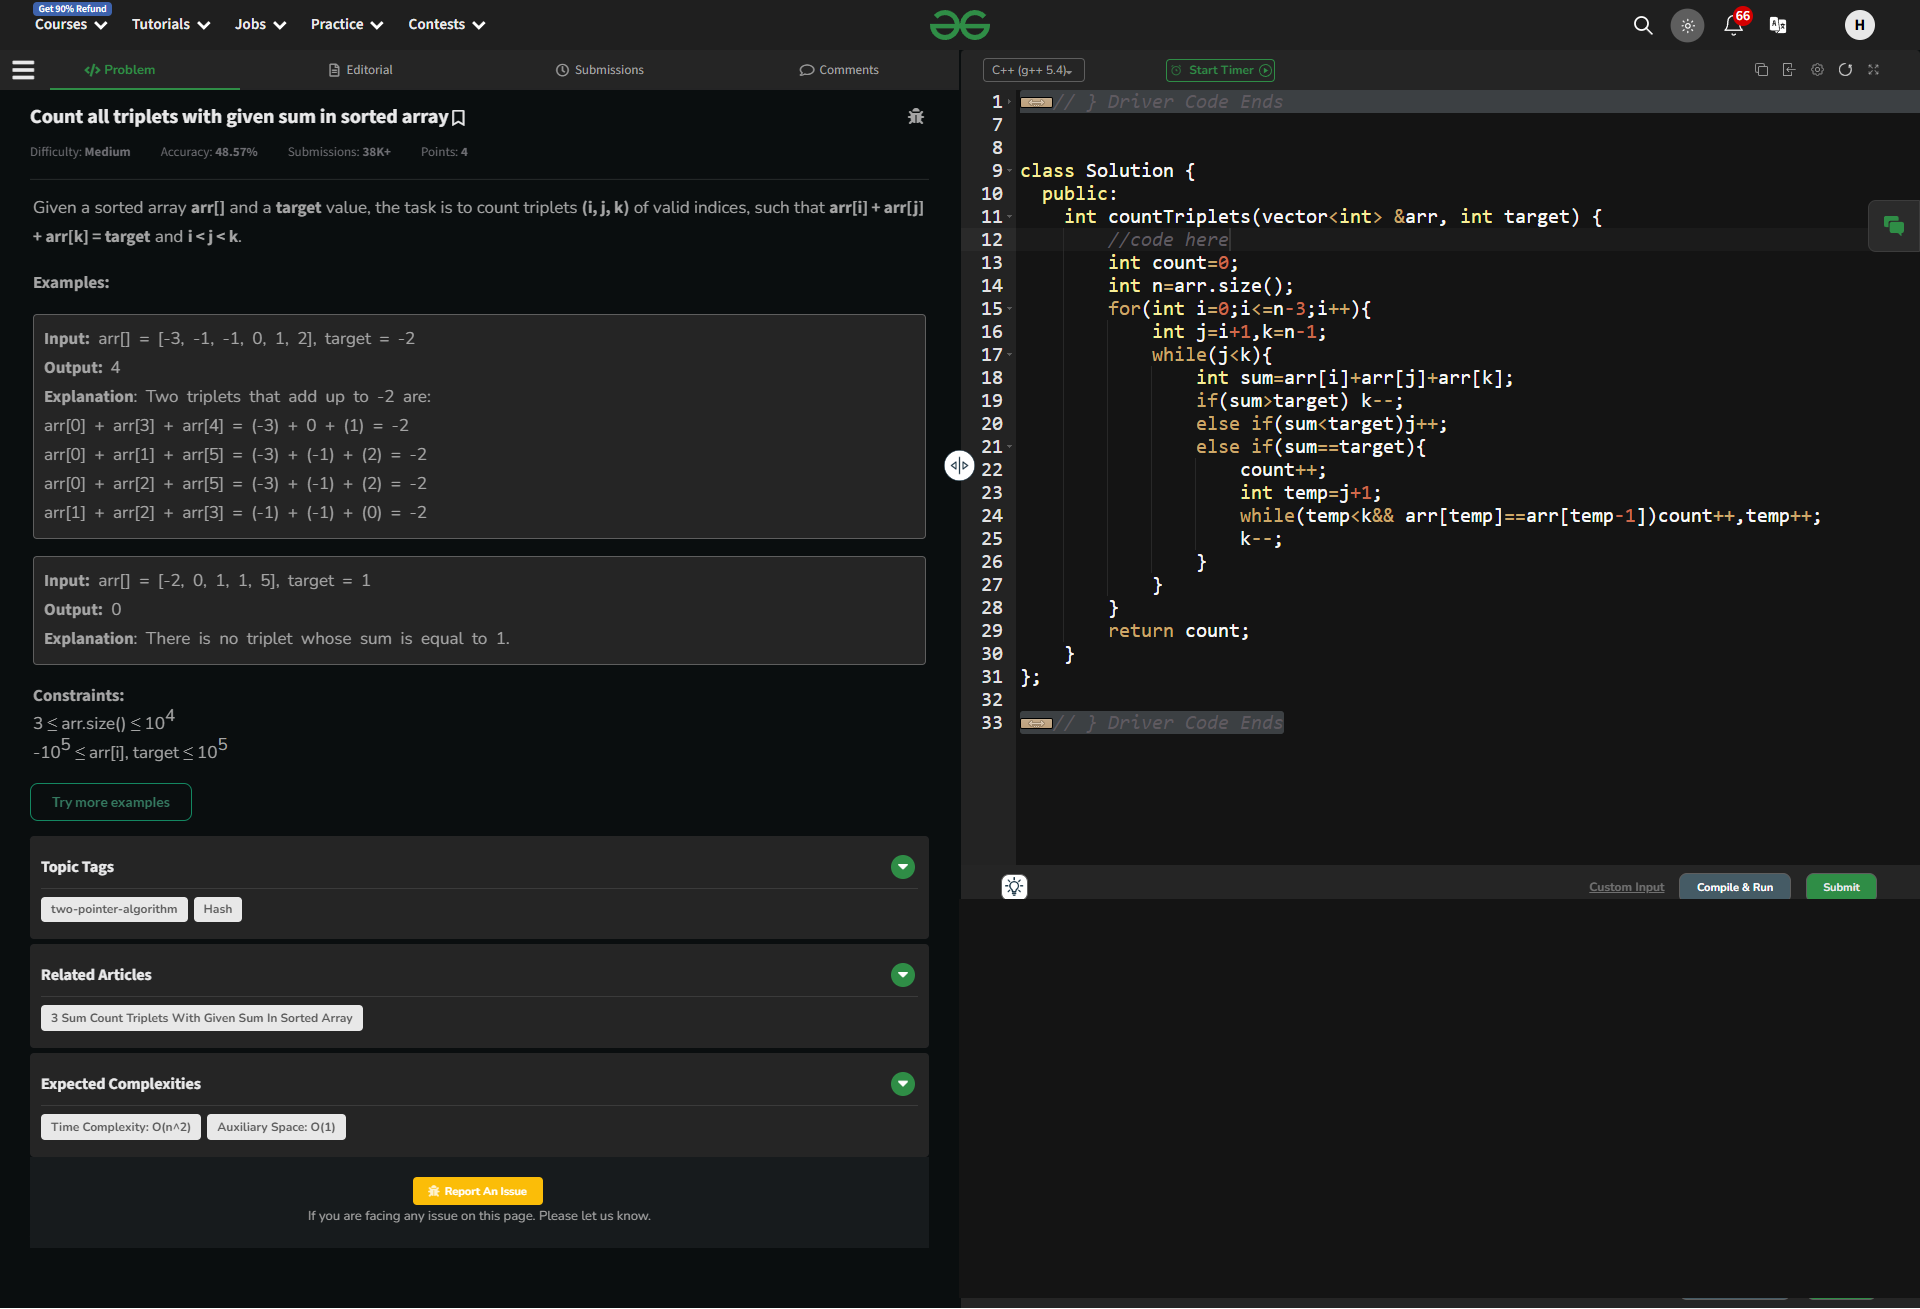 Get 90% Refund
Courses Tutorials Jobs Practice Contests 66 H
Problem Editorial Submissions Comments
Count all triplets with given sum in sorted array
Difficulty: Medium Accuracy: 48.57% Submissions: 38K+ Points: 4
Given a sorted array arr[] and a target value, the task is to count triplets (i, j, k) of valid indices, such that arr[i] + arr[j]
+ arr[k] = target and i < j < k.
Examples:
Input: arr[] = [-3, -1, -1, 0, 1, 2], target = -2
Output: 4
Explanation: Two triplets that add up to -2 are:
arr[0] + arr[3] + arr[4] = (-3) + 0 + (1) = -2
arr[0] + arr[1] + arr[5] = (-3) + (-1) + (2) = -2
arr[0] + arr[2] + arr[5] = (-3) + (-1) + (2) = -2
arr[1] + arr[2] + arr[3] = (-1) + (-1) + (0) = -2
Input: arr[] = [-2, 0, 1, 1, 5], target = 1
Output: 0
Explanation: There is no triplet whose sum is equal to 1.
Constraints:
3 ≤ arr.size() ≤ 10^4
-10^5 ≤ arr[i], target ≤ 10^5
Try more examples
Topic Tags
two-pointer-algorithm Hash
Related Articles
3 Sum Count Triplets With Given Sum In Sorted Array
Expected Complexities
Time Complexity: O(n^2) Auxiliary Space: O(1)
Report An Issue
If you are facing any issue on this page. Please let us know.
C++ (g++ 5.4) Start Timer
1 // } Driver Code Ends
7
8
9 class Solution {
10 public:
11 int countTriplets(vector<int> &arr, int target) {
12 //code here
13 int count=0;
14 int n=arr.size();
15 for(int i=0;i<=n-3;i++){
16 int j=i+1,k=n-1;
17 while(j<k){
18 int sum=arr[i]+arr[j]+arr[k];
19 if(sum>target) k--;
20 else if(sum<target)j++;
21 else if(sum==target){
22 count++;
23 int temp=j+1;
24 while(temp<k&& arr[temp]==arr[temp-1])count++,temp++;
25 k--;
26 }
27 }
28 }
29 return count;
30 }
31 };
32
33 // } Driver Code Ends
Custom Input Compile & Run Submit